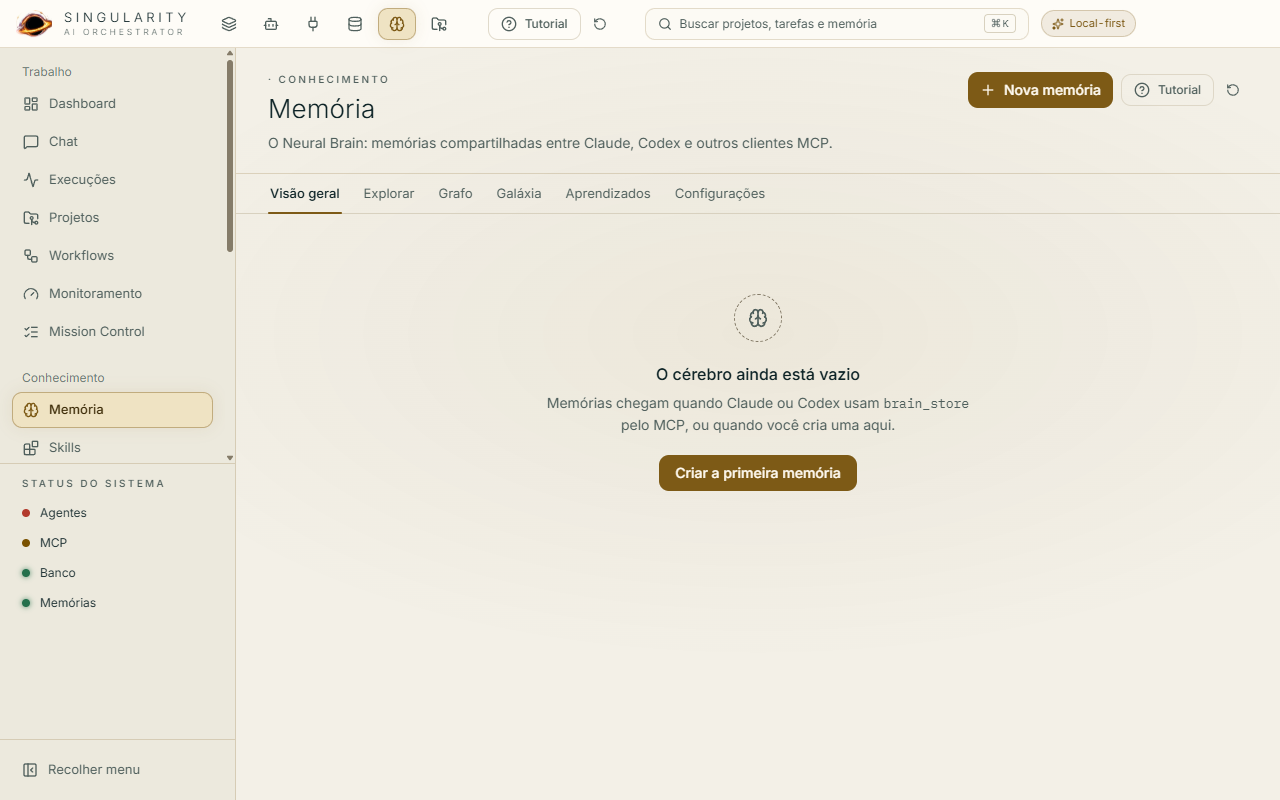 SINGULARITY
AI ORCHESTRATOR
Tutorial
Buscar projetos, tarefas e memória
⌘K
Local-first
Trabalho
Dashboard
Chat
Execuções
Projetos
Workflows
Monitoramento
Mission Control
Conhecimento
Memória
Skills
STATUS DO SISTEMA
Agentes
MCP
Banco
Memórias
Recolher menu
· CONHECIMENTO
Memória
O Neural Brain: memórias compartilhadas entre Claude, Codex e outros clientes MCP.
Nova memória
Tutorial
Visão geral
Explorar
Grafo
Galáxia
Aprendizados
Configurações
O cérebro ainda está vazio
Memórias chegam quando Claude ou Codex usam brain_store
pelo MCP, ou quando você cria uma aqui.
Criar a primeira memória